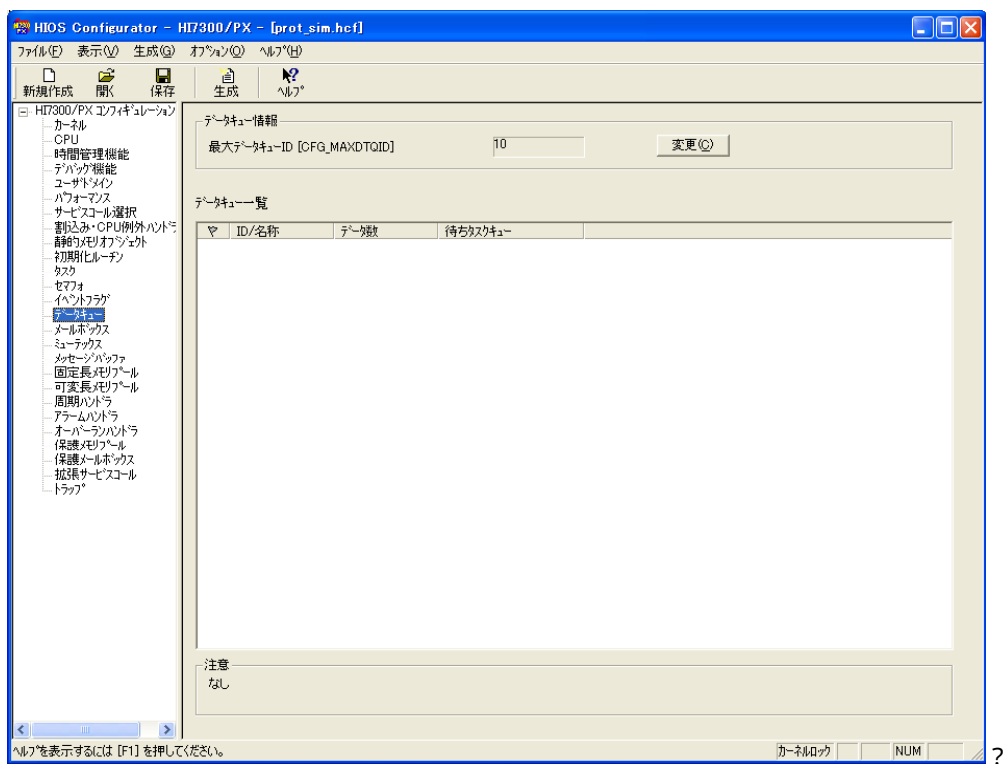 HIOS Configurator - HI7300/PX - [prot_sim.hcf]
ファイル(F) 表示(V) 生成(G) オプション(O) ヘルプ(H)
新規作成 開く 保存 生成 ヘルプ
HI7300/PX コンフィギュレーション
カーネル
CPU
時間管理機能
デバッグ機能
ユーザドメイン
パフォーマンス
サービスコール選択
割込み・CPU例外ハンドラ
静的メモリオブジェクト
初期化ルーチン
タスク
セマフォ
イベントフラグ
データキュー
メールボックス
ミューテックス
メッセージバッファ
固定長メモリプール
可変長メモリプール
周期ハンドラ
アラームハンドラ
オーバーランハンドラ
保護メモリプール
保護メールボックス
拡張サービスコール
トラップ
データキュー情報
最大データキューID [CFG_MAXDTQID] 10 変更(C)
データキュー一覧
ID/名称 データ数 待ちタスクキュー
注意
なし
ヘルプを表示するには [F1] を押してください。 カーネルロック NUM
?